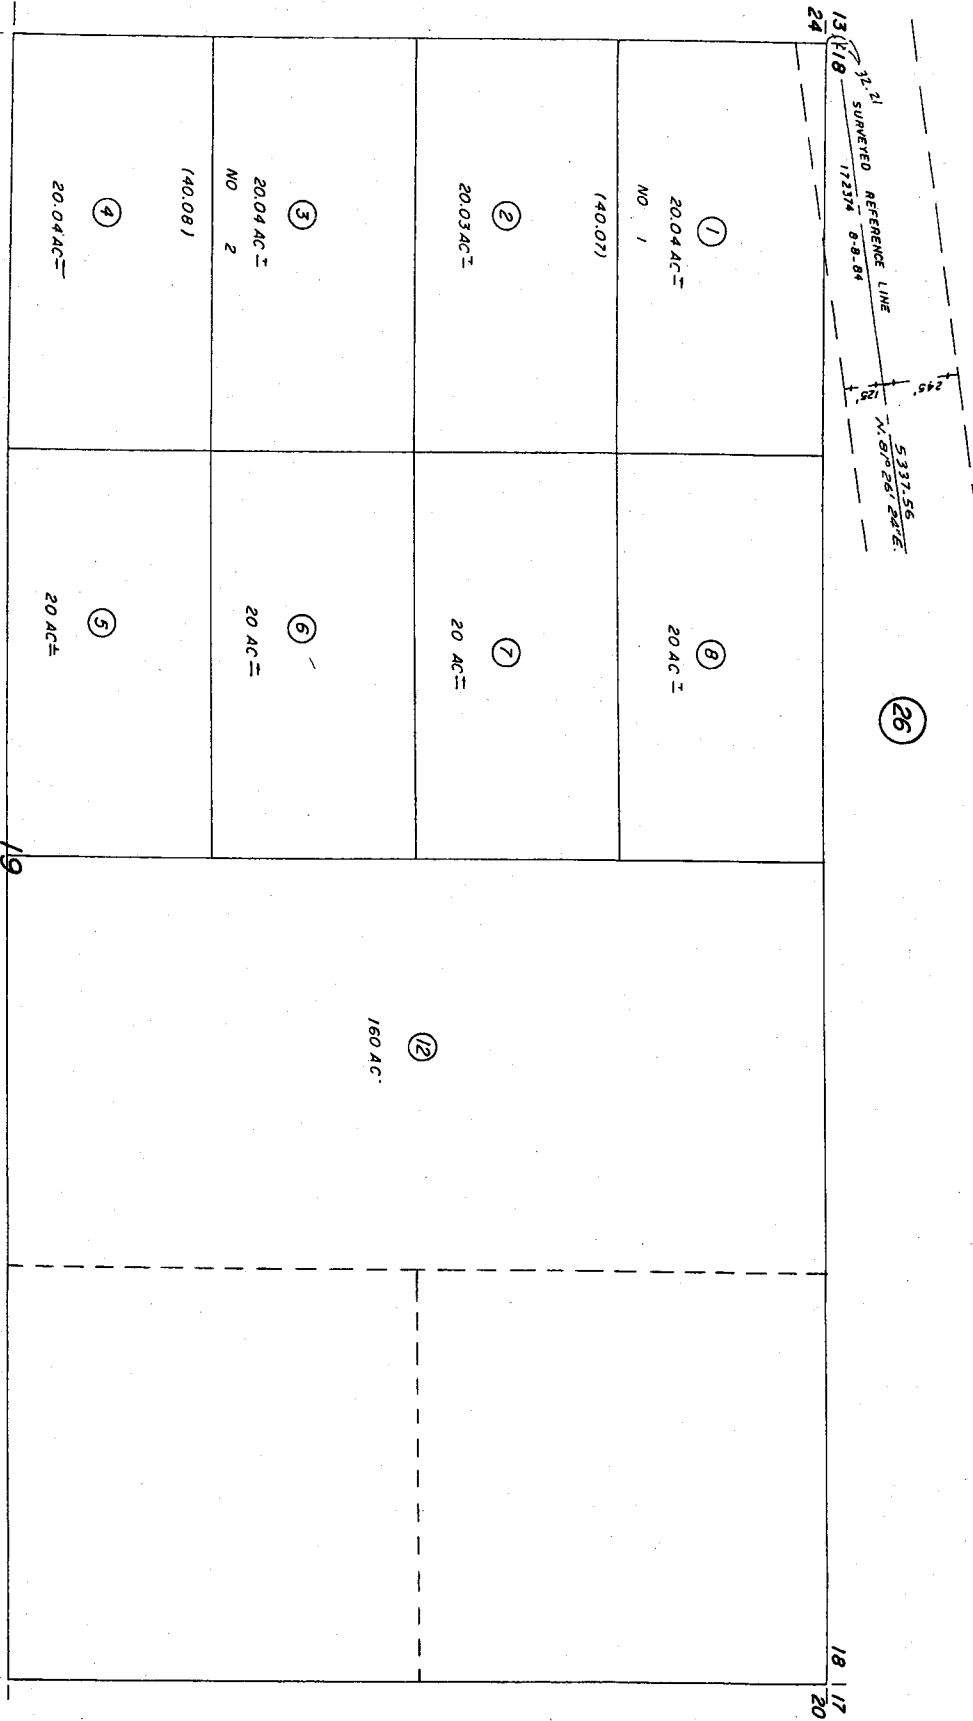 13
18
24
32.21
SURVEYED REFERENCE LINE
172374 8-8-84
245'
125'
5337.56
N. 81° 26' 24" E.
26
18
17
20
1
20.04 AC±
NO 1
(40.07)
2
20.03 AC±
3
20.04 AC±
NO 2
(40.08)
4
20.04 AC±
8
20 AC±
7
20 AC±
6
20 AC±
5
20 AC±
12
160 AC·
19